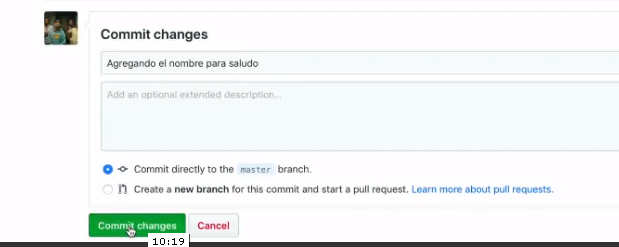 Commit changes
Agregando el nombre para saludo
Add an optional extended description...
Commit directly to the master branch.
Create a new branch for this commit and start a pull request. Learn more about pull requests.
Commit changes Cancel
10:19